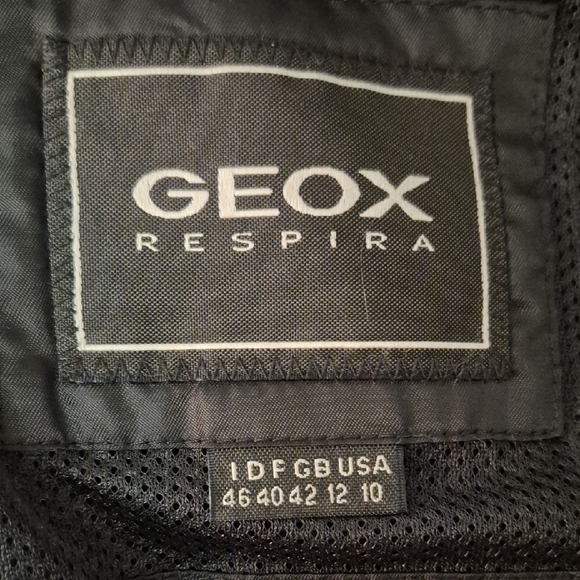 GEOX
RESPIRA
I D F GB USA
46 40 42 12 10